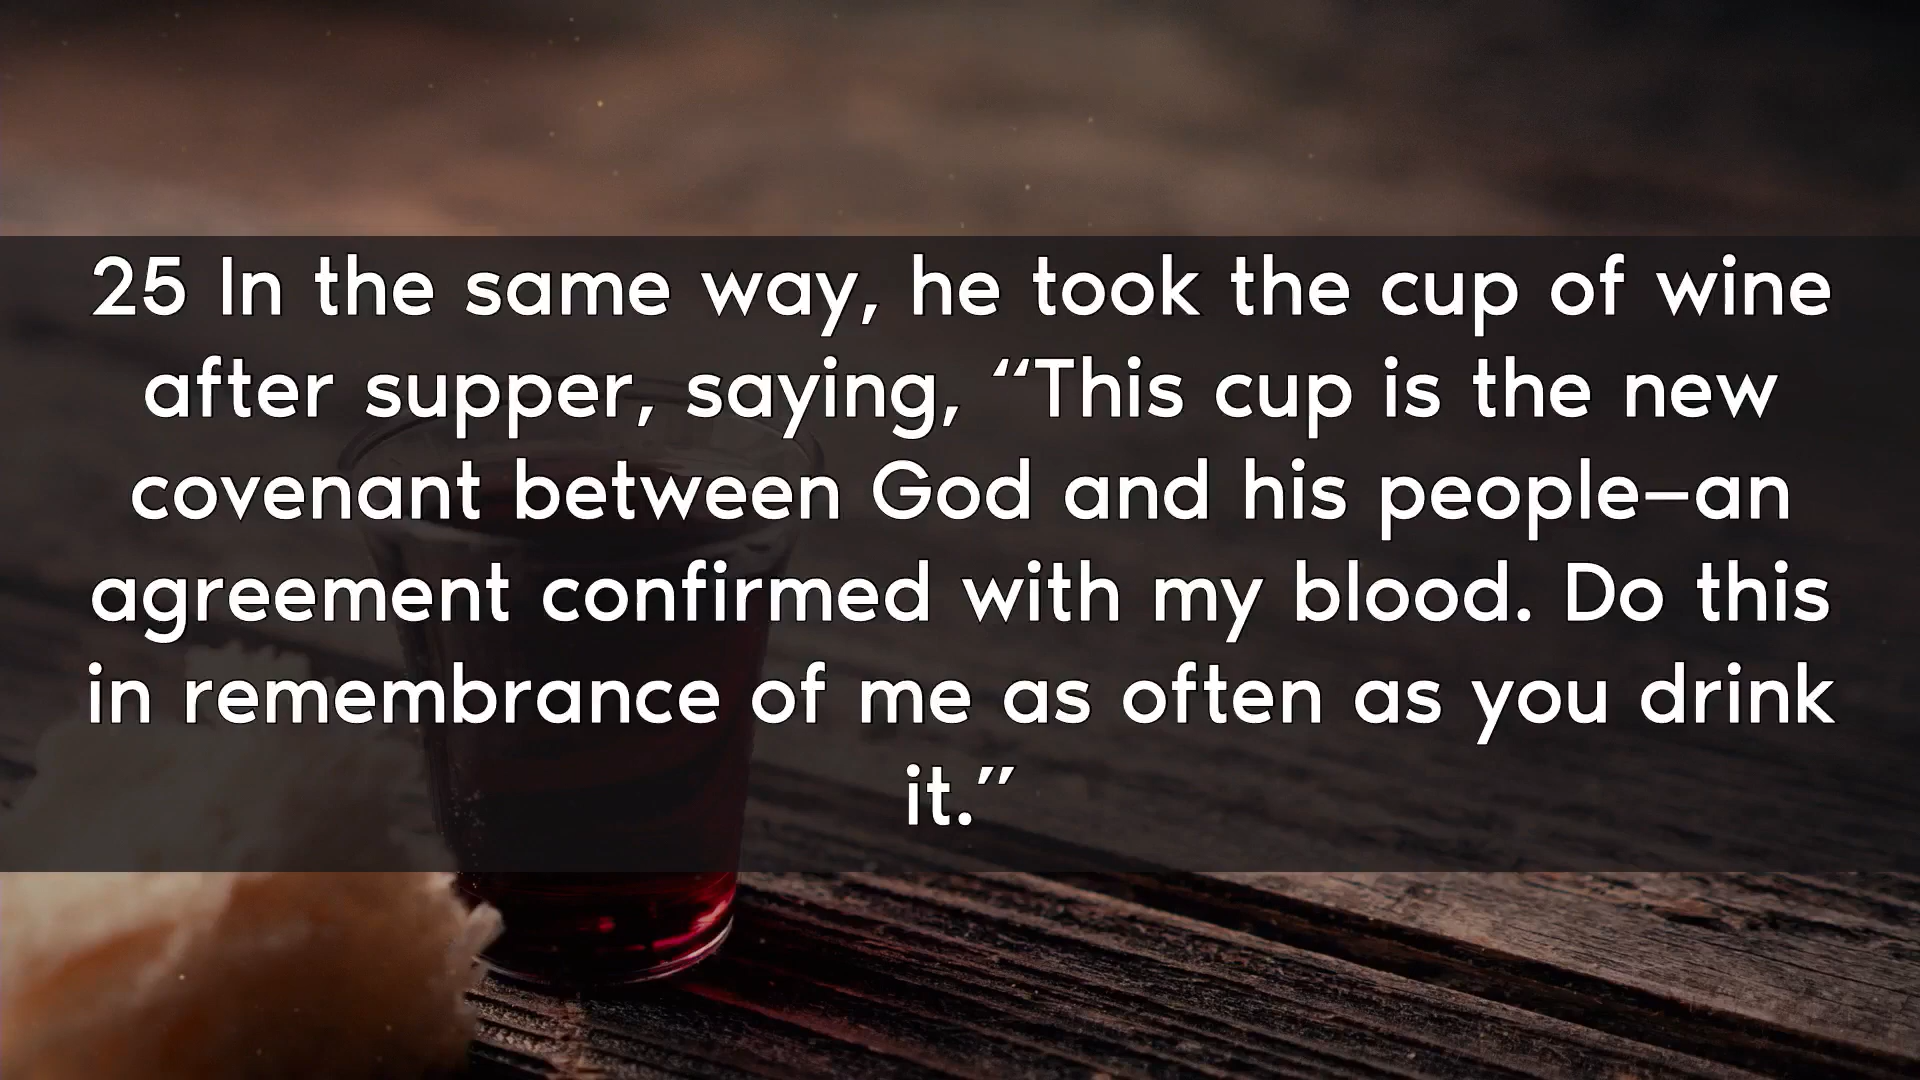 25 In the same way, he took the cup of wine
after supper, saying, “This cup is the new
covenant between God and his people—an
agreement confirmed with my blood. Do this
in remembrance of me as often as you drink
it.”